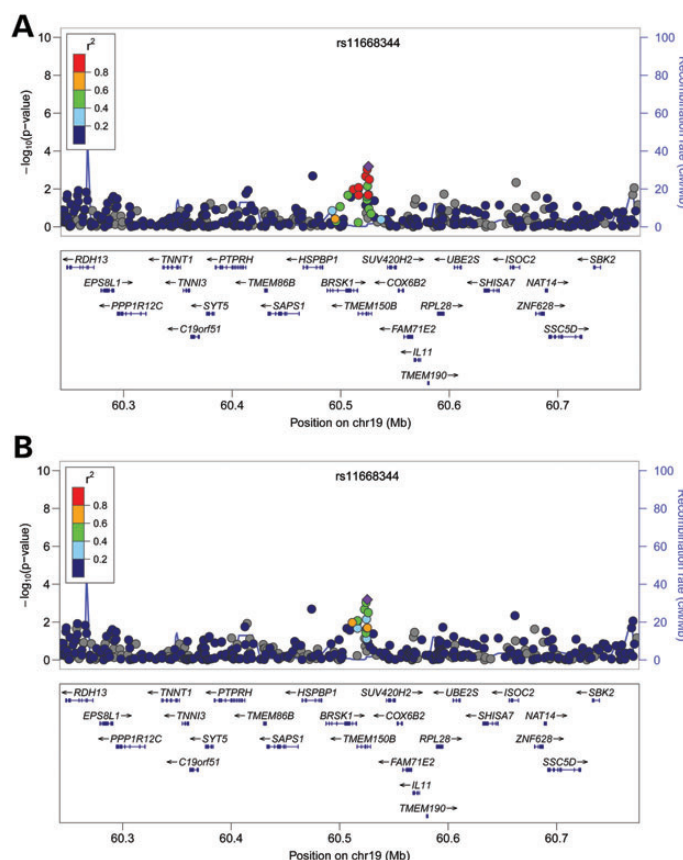 A
rs11668344
r²
0.8
0.6
0.4
0.2
10
8
6
4
2
0
−log₁₀(p-value)
100
80
60
40
20
0
←RDH13 ←TNNT1 ←PTPRH ←HSPBP1 SUV420H2→ ←UBE2S ←ISOC2 ←SBK2
EPS8L1→ ←TNNI3 ←TMEM86B BRSK1→ ←COX6B2 ←SHISA7 NAT14→
←PPP1R12C ←SYT5 ←SAPS1 ←TMEM150B RPL28→ ZNF628→
←C19orf51 ←FAM71E2 SSC5D→
←IL11
TMEM190→
60.3 60.4 60.5 60.6 60.7
Position on chr19 (Mb)
B
rs11668344
r²
0.8
0.6
0.4
0.2
10
8
6
4
2
0
−log₁₀(p-value)
100
80
60
40
20
0
←RDH13 ←TNNT1 ←PTPRH ←HSPBP1 SUV420H2→ ←UBE2S ←ISOC2 ←SBK2
EPS8L1→ ←TNNI3 ←TMEM86B BRSK1→ ←COX6B2 ←SHISA7 NAT14→
←PPP1R12C ←SYT5 ←SAPS1 ←TMEM150B RPL28→ ZNF628→
←C19orf51 ←FAM71E2 SSC5D→
←IL11
TMEM190→
60.3 60.4 60.5 60.6 60.7
Position on chr19 (Mb)